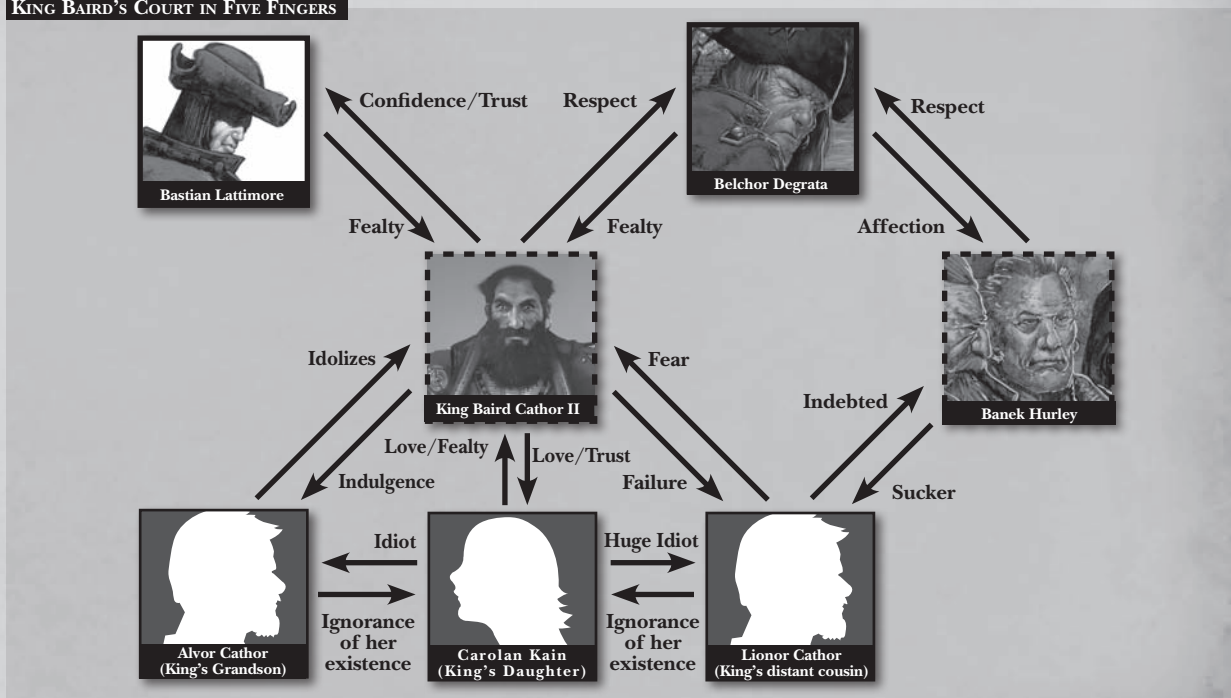 KING BAIRD'S COURT IN FIVE FINGERS
Confidence/Trust
Respect
Respect
Bastian Lattimore
Belchor Degrata
Fealty
Fealty
Affection
Idolizes
Fear
King Baird Cathor II
Indebted
Banek Hurley
Love/Fealty
Love/Trust
Indulgence
Failure
Sucker
Idiot
Huge Idiot
Ignorance
of her
existence
Ignorance
of her
existence
Alvor Cathor
(King's Grandson)
Carolan Kain
(King's Daughter)
Lionor Cathor
(King's distant cousin)